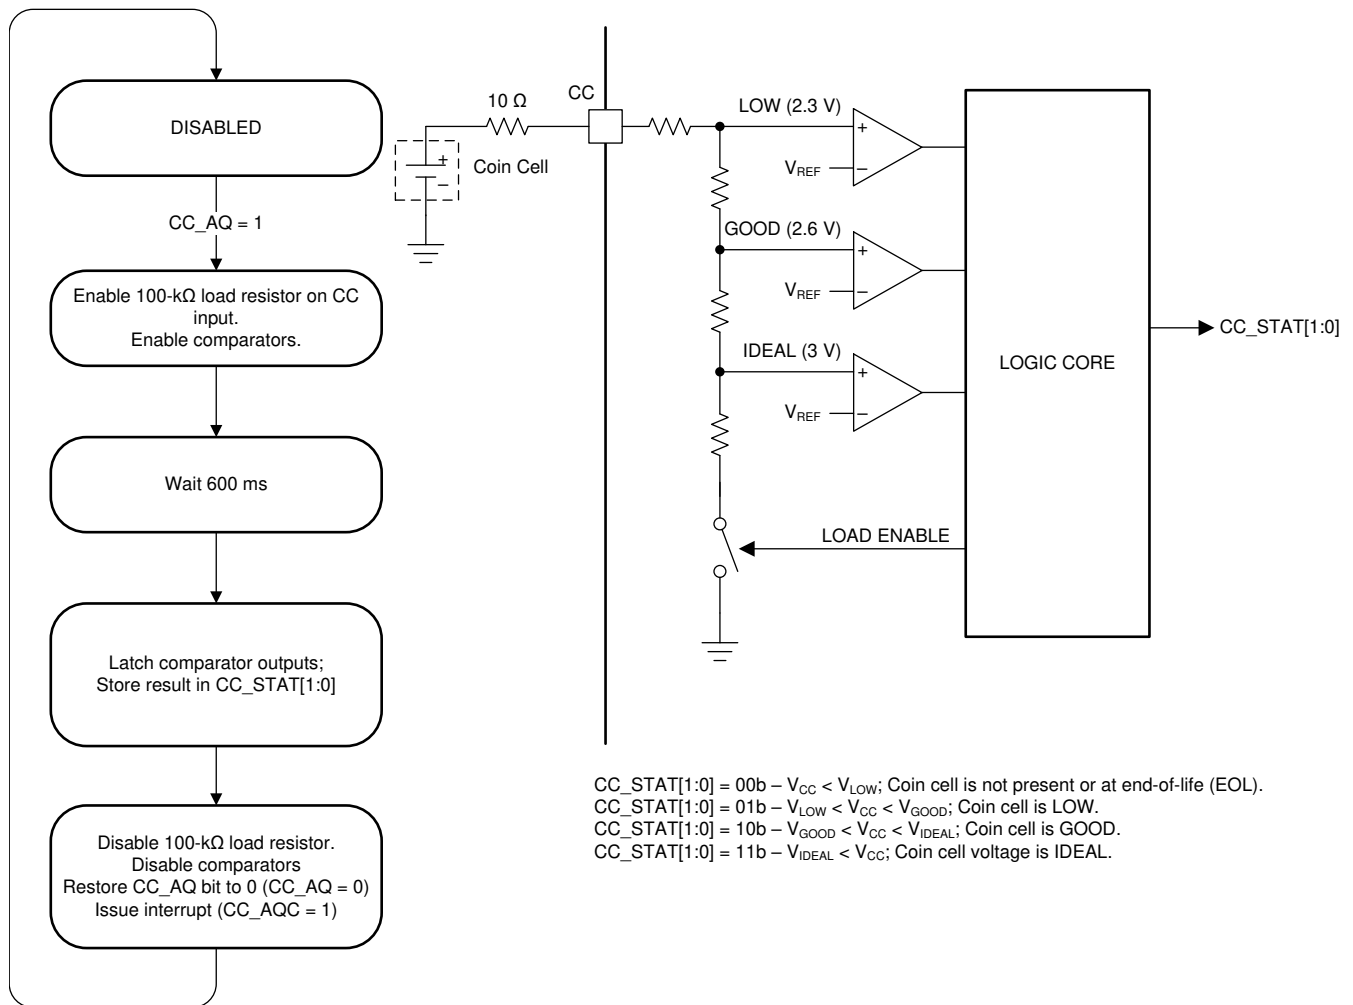 DISABLED
CC_AQ = 1
Enable 100-kΩ load resistor on CC
input.
Enable comparators.
Wait 600 ms
Latch comparator outputs;
Store result in CC_STAT[1:0]
Disable 100-kΩ load resistor.
Disable comparators
Restore CC_AQ bit to 0 (CC_AQ = 0)
Issue interrupt (CC_AQC = 1)
10 Ω
CC
+
−
Coin Cell
LOW (2.3 V)
+
VREF
−
GOOD (2.6 V)
+
VREF
−
IDEAL (3 V)
+
VREF
−
LOAD ENABLE
LOGIC CORE
CC_STAT[1:0]
CC_STAT[1:0] = 00b – VCC < VLOW; Coin cell is not present or at end-of-life (EOL).
CC_STAT[1:0] = 01b – VLOW < VCC < VGOOD; Coin cell is LOW.
CC_STAT[1:0] = 10b – VGOOD < VCC < VIDEAL; Coin cell is GOOD.
CC_STAT[1:0] = 11b – VIDEAL < VCC; Coin cell voltage is IDEAL.